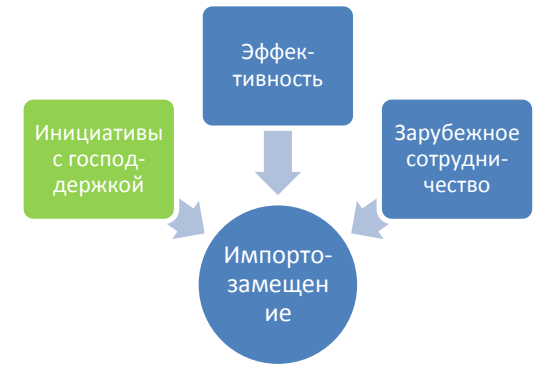 Эффек-
тивность
Инициативы
с господ-
держкой
Зарубежное
сотрудни-
чество
Импорто-
замещен
ие